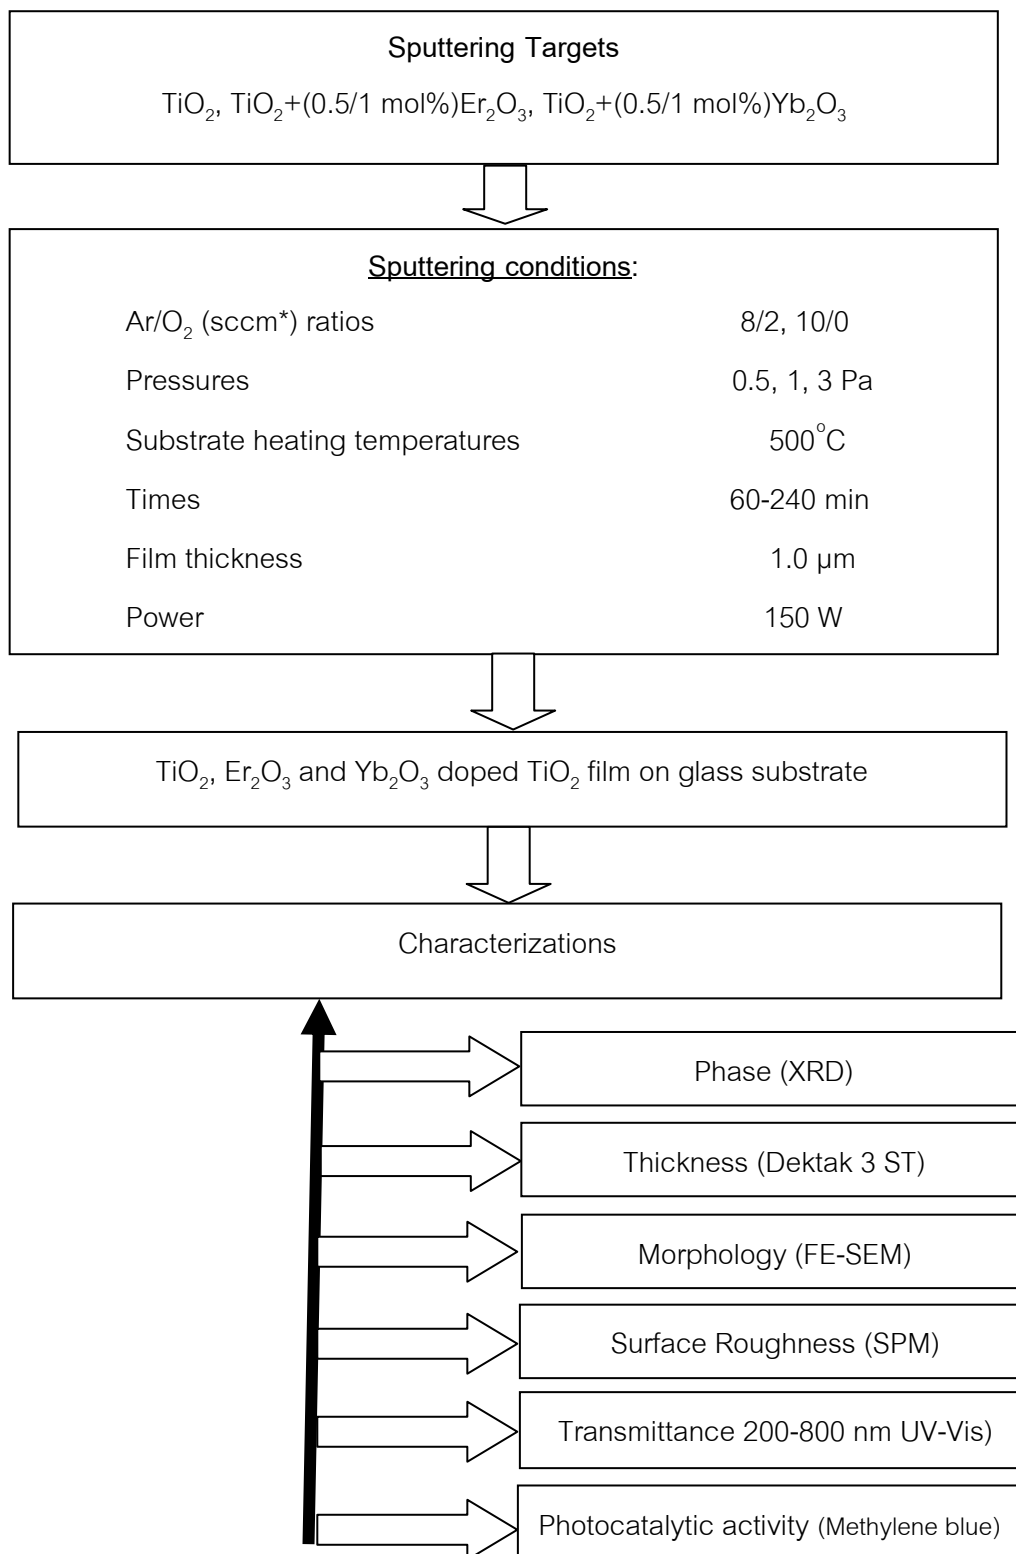 Sputtering Targets
TiO₂, TiO₂+(0.5/1 mol%)Er₂O₃, TiO₂+(0.5/1 mol%)Yb₂O₃
Sputtering conditions:
Ar/O₂ (sccm*) ratios 8/2, 10/0
Pressures 0.5, 1, 3 Pa
Substrate heating temperatures 500°C
Times 60-240 min
Film thickness 1.0 µm
Power 150 W
TiO₂, Er₂O₃ and Yb₂O₃ doped TiO₂ film on glass substrate
Characterizations
Phase (XRD)
Thickness (Dektak 3 ST)
Morphology (FE-SEM)
Surface Roughness (SPM)
Transmittance 200-800 nm UV-Vis)
Photocatalytic activity (Methylene blue)